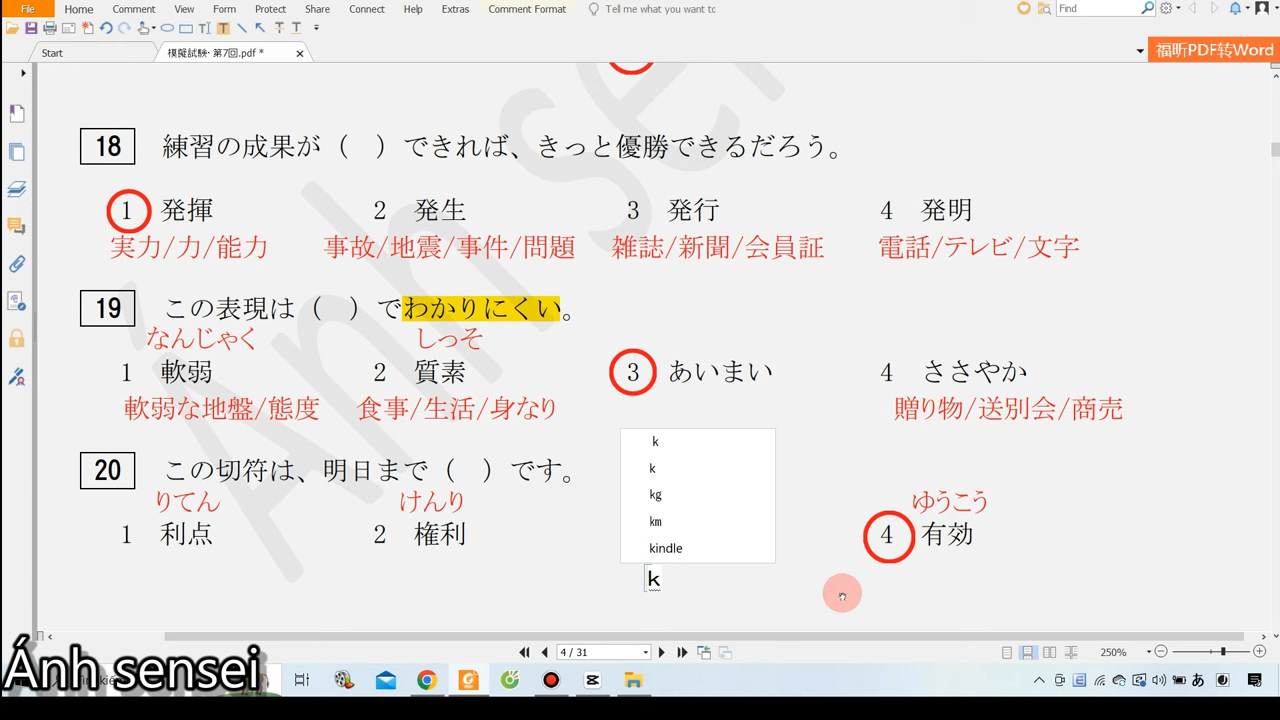 File Home Comment View Form Protect Share Connect Help Extras Comment Format Tell me what you want to Find
Start 模擬試験・第7回.pdf * 福昕PDF转Word
18 練習の成果が（ ）できれば、きっと優勝できるだろう。
1 発揮 2 発生 3 発行 4 発明
実力/力/能力 事故/地震/事件/問題 雑誌/新聞/会員証 電話/テレビ/文字
19 この表現は（ ）でわかりにくい。
なんじゃく しっそ
1 軟弱 2 質素 3 あいまい 4 ささやか
軟弱な地盤/態度 食事/生活/身なり 贈り物/送別会/商売
k
k
kg
km
kindle
k
20 この切符は、明日まで（ ）です。
りてん けんり ゆうこう
1 利点 2 権利 4 有効
Ánh sei
4 / 31 250%
Ánh sensei